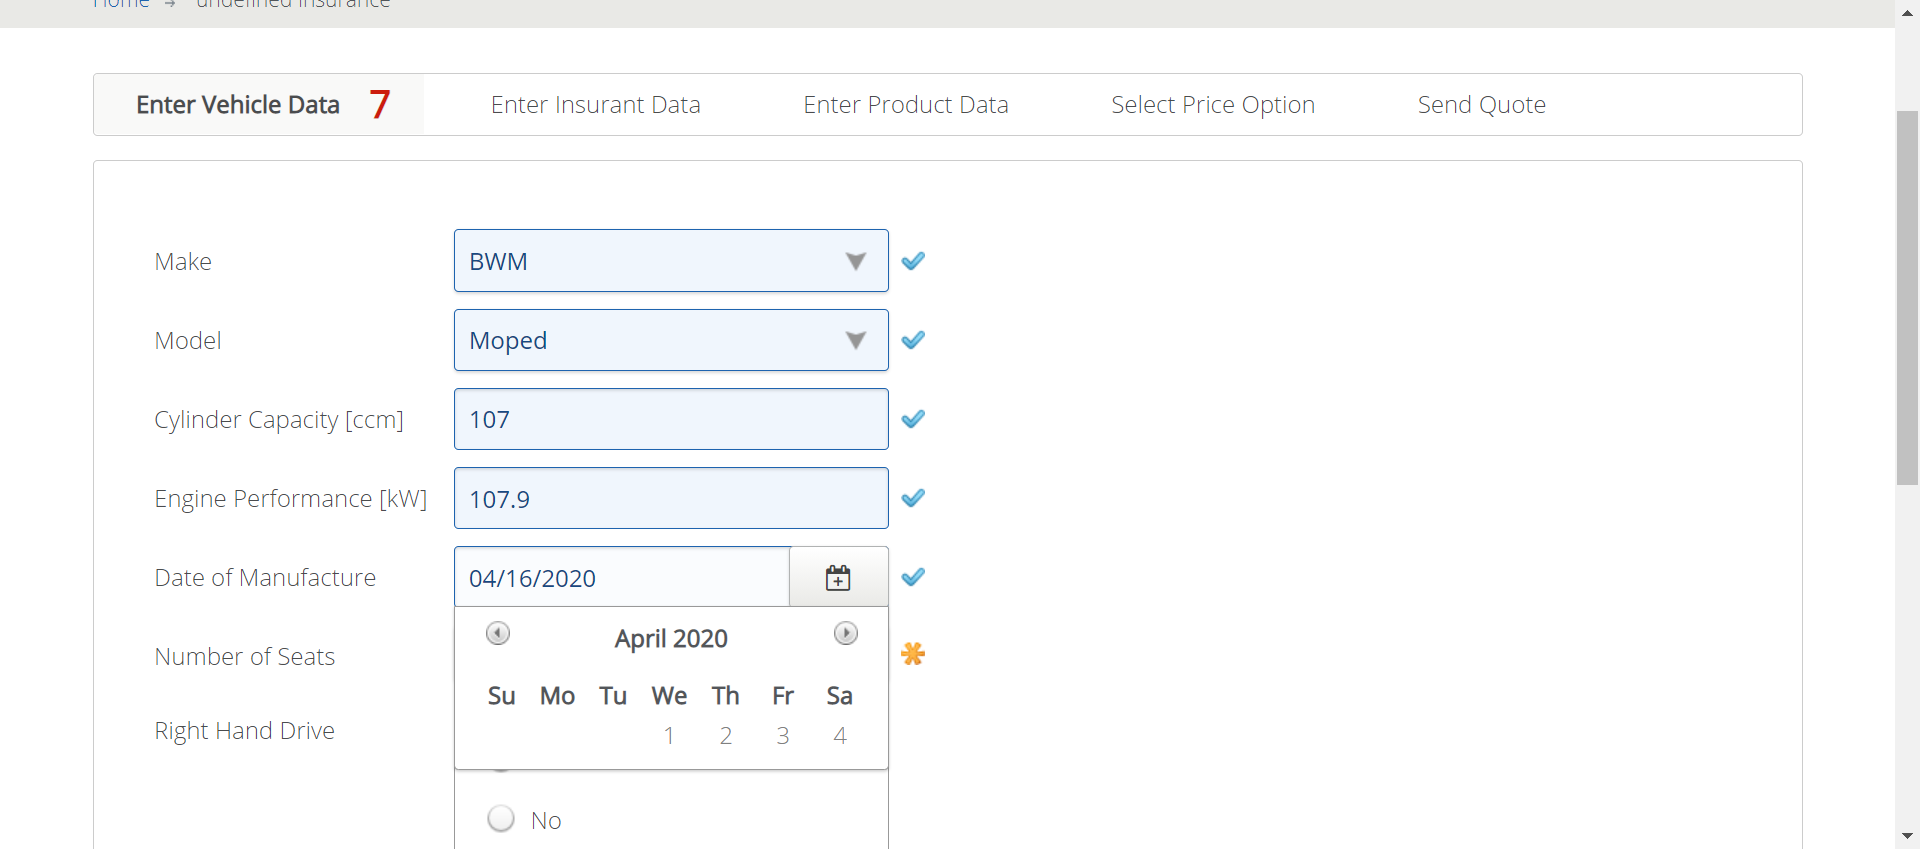 Home → undefined insurance
Enter Vehicle Data 7 Enter Insurant Data Enter Product Data Select Price Option Send Quote
Make BWM
Model Moped
Cylinder Capacity [ccm] 107
Engine Performance [kW] 107.9
Date of Manufacture 04/16/2020
April 2020
Number of Seats
Su Mo Tu We Th Fr Sa
Right Hand Drive
1 2 3 4
No